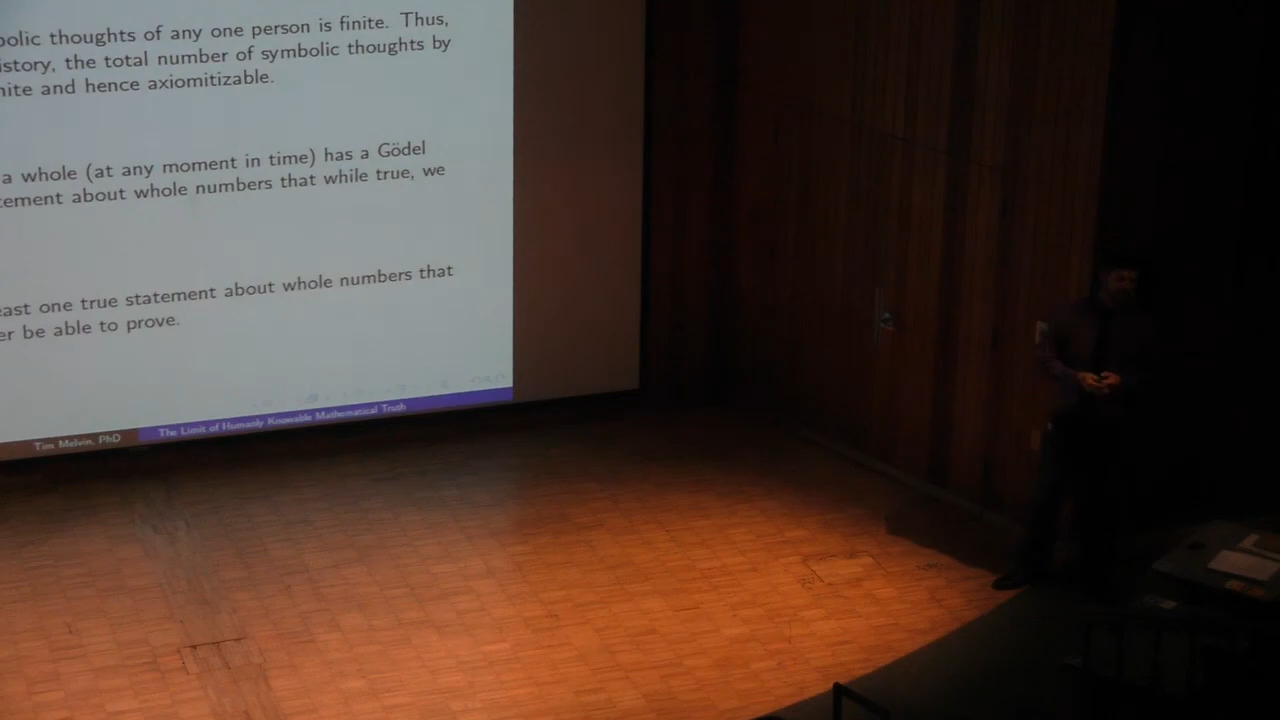 bolic thoughts of any one person is finite. Thus,
istory, the total number of symbolic thoughts by
nite and hence axiomitizable.
a whole (at any moment in time) has a Gödel
tement about whole numbers that while true, we
east one true statement about whole numbers that
er be able to prove.
Tim Melvin, PhD
The Limit of Humanly Knowable Mathematical Truth